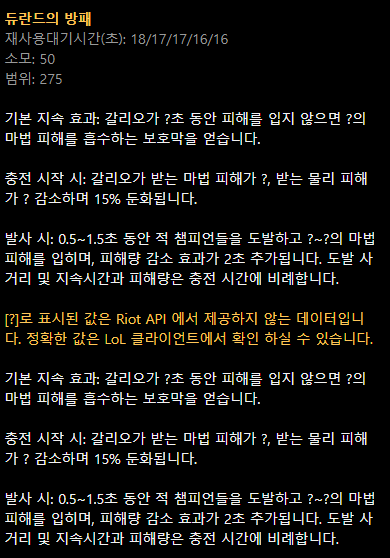 듀란드의 방패
재사용대기시간(초): 18/17/17/16/16
소모: 50
범위: 275
기본 지속 효과: 갈리오가 ?초 동안 피해를 입지 않으면 ?의
마법 피해를 흡수하는 보호막을 얻습니다.
충전 시작 시: 갈리오가 받는 마법 피해가 ?, 받는 물리 피해
가 ? 감소하며 15% 둔화됩니다.
발사 시: 0.5~1.5초 동안 적 챔피언들을 도발하고 ?~?의 마법
피해를 입히며, 피해량 감소 효과가 2초 추가됩니다. 도발 사
거리 및 지속시간과 피해량은 충전 시간에 비례합니다.
[?]로 표시된 값은 Riot API 에서 제공하지 않는 데이터입니
다. 정확한 값은 LoL 클라이언트에서 확인 하실 수 있습니다.
기본 지속 효과: 갈리오가 ?초 동안 피해를 입지 않으면 ?의
마법 피해를 흡수하는 보호막을 얻습니다.
충전 시작 시: 갈리오가 받는 마법 피해가 ?, 받는 물리 피해
가 ? 감소하며 15% 둔화됩니다.
발사 시: 0.5~1.5초 동안 적 챔피언들을 도발하고 ?~?의 마법
피해를 입히며, 피해량 감소 효과가 2초 추가됩니다. 도발 사
거리 및 지속시간과 피해량은 충전 시간에 비례합니다.